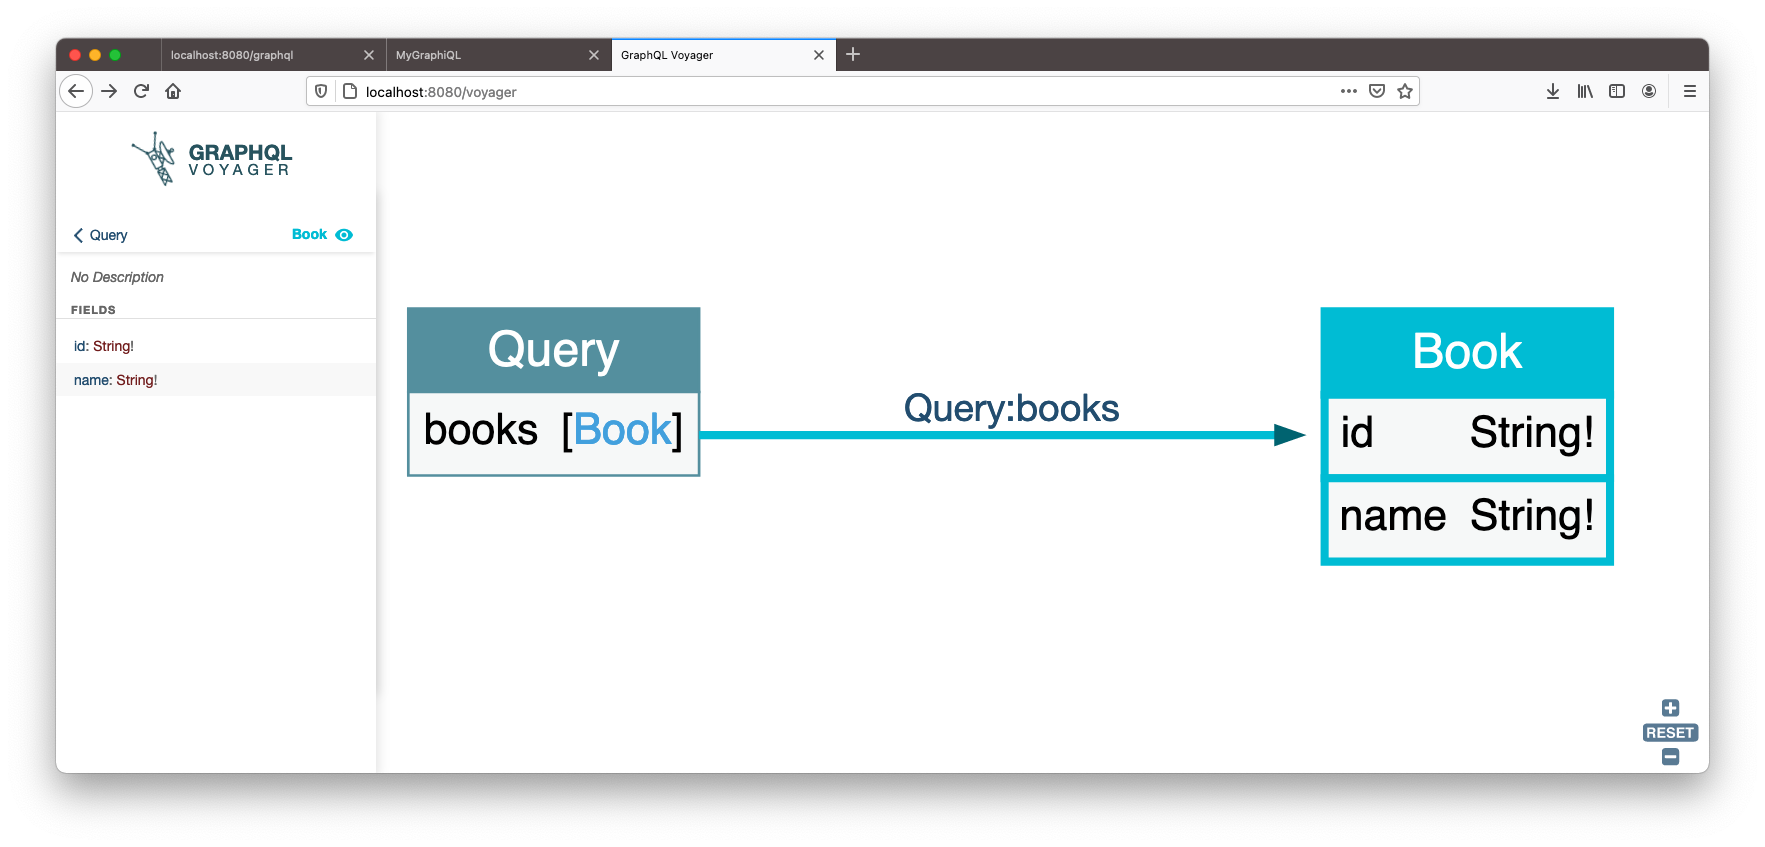 localhost:8080/graphql
MyGraphiQL
GraphQL Voyager
localhost:8080/voyager
GRAPHQL
VOYAGER
Query
Book
No Description
FIELDS
id: String!
name: String!
Query
books [Book]
Query:books
Book
id String!
name String!
RESET